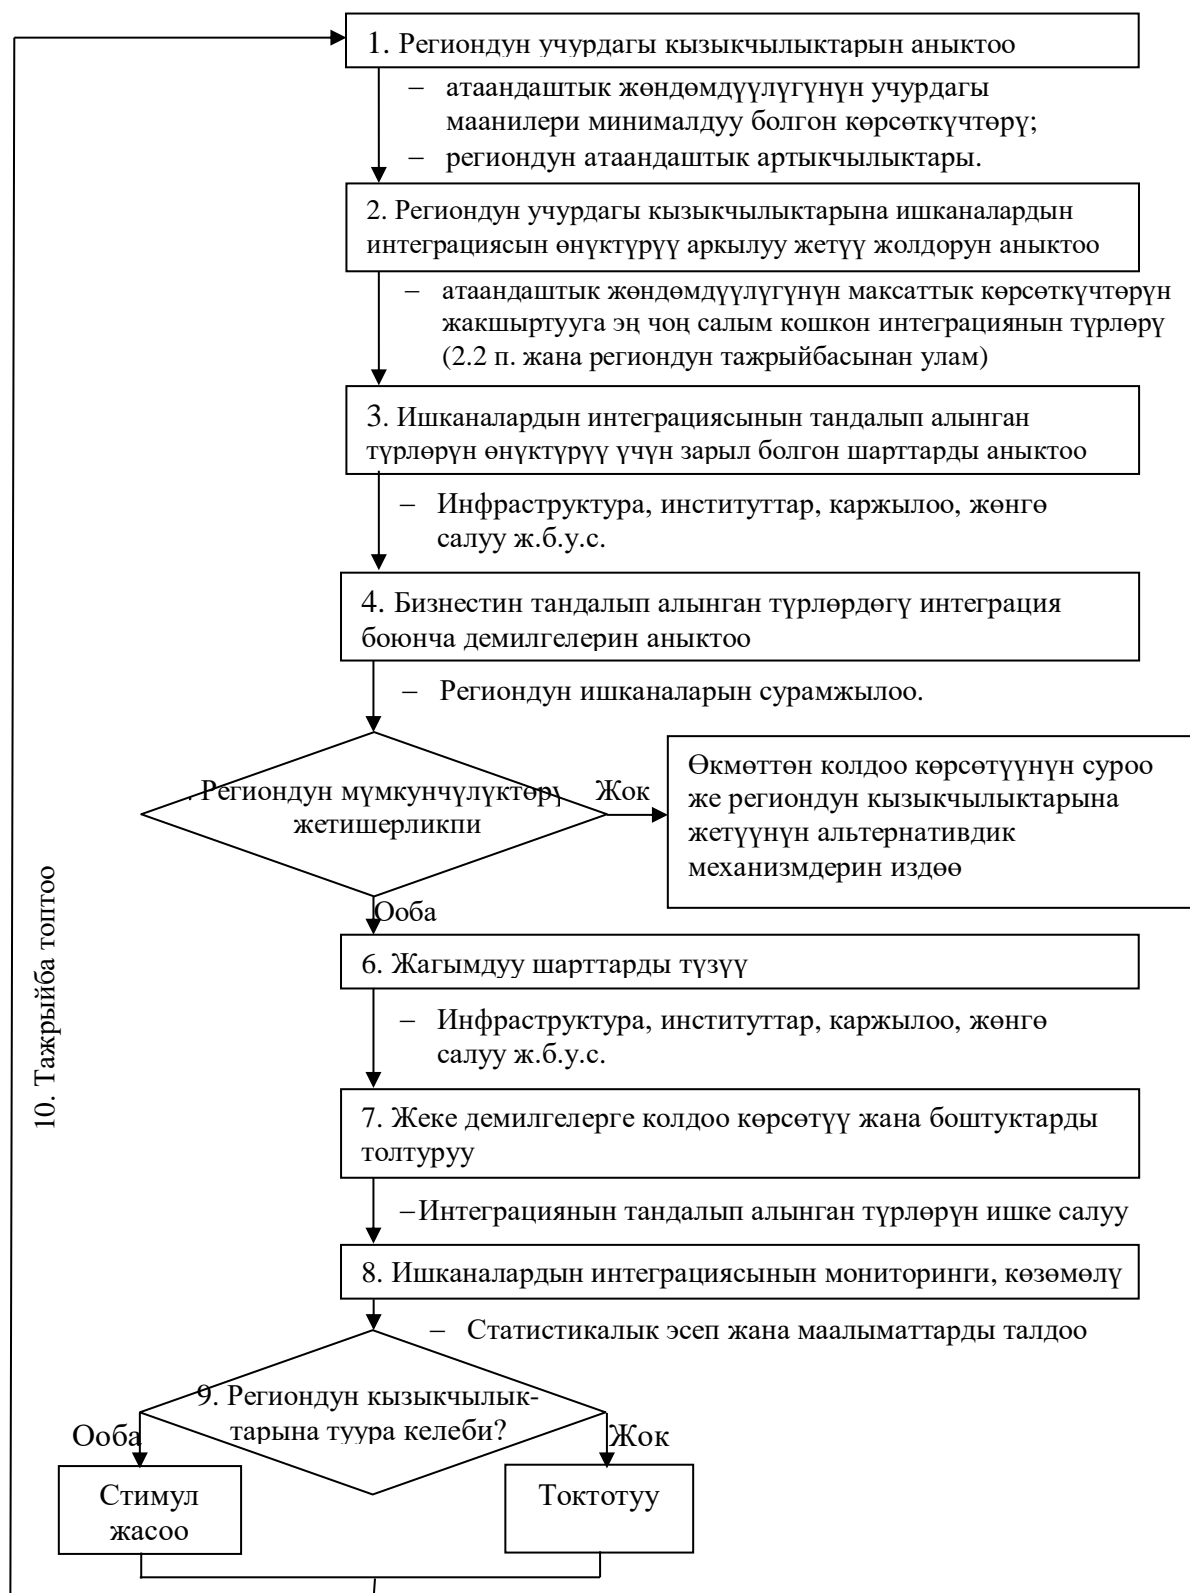 1. Региондун учурдагы кызыкчылыктарын аныктоо
– атаандаштык жөндөмдүүлүгүнүн учурдагы
маанилери минималдуу болгон көрсөткүчтөрү;
– региондун атаандаштык артыкчылыктары.
2. Региондун учурдагы кызыкчылыктарына ишканалардын
интеграциясын өнүктүрүү аркылуу жетүү жолдорун аныктоо
– атаандаштык жөндөмдүүлүгүнүн максаттык көрсөткүчтөрүн
жакшыртууга эң чоң салым кошкон интеграциянын түрлөрү
(2.2 п. жана региондун тажрыйбасынан улам)
3. Ишканалардын интеграциясынын тандалып алынган
түрлөрүн өнүктүрүү үчүн зарыл болгон шарттарды аныктоо
– Инфраструктура, институттар, каржылоо, жөнгө
салуу ж.б.у.с.
4. Бизнестин тандалып алынган түрлөрдөгү интеграция
боюнча демилгелерин аныктоо
– Региондун ишканаларын сурамжылоо.
. Региондун мүмкунчүлүктөрү
жетишерликпи
Жок
Өкмөттөн колдоо көрсөтүүнүн суроо
же региондун кызыкчылыктарына
жетүүнүн альтернативдик
механизмдерин издөө
Ооба
6. Жагымдуу шарттарды түзүү
– Инфраструктура, институттар, каржылоо, жөнгө
салуу ж.б.у.с.
7. Жеке демилгелерге колдоо көрсөтүү жана боштуктарды
толтуруу
–Интеграциянын тандалып алынган түрлөрүн ишке салуу
8. Ишканалардын интеграциясынын мониторинги, көзөмөлү
– Статистикалык эсеп жана маалыматтарды талдоо
9. Региондун кызыкчылык-
тарына туура келеби?
Ооба
Жок
Стимул
жасоо
Токтотуу
10. Тажрыйба топтоо